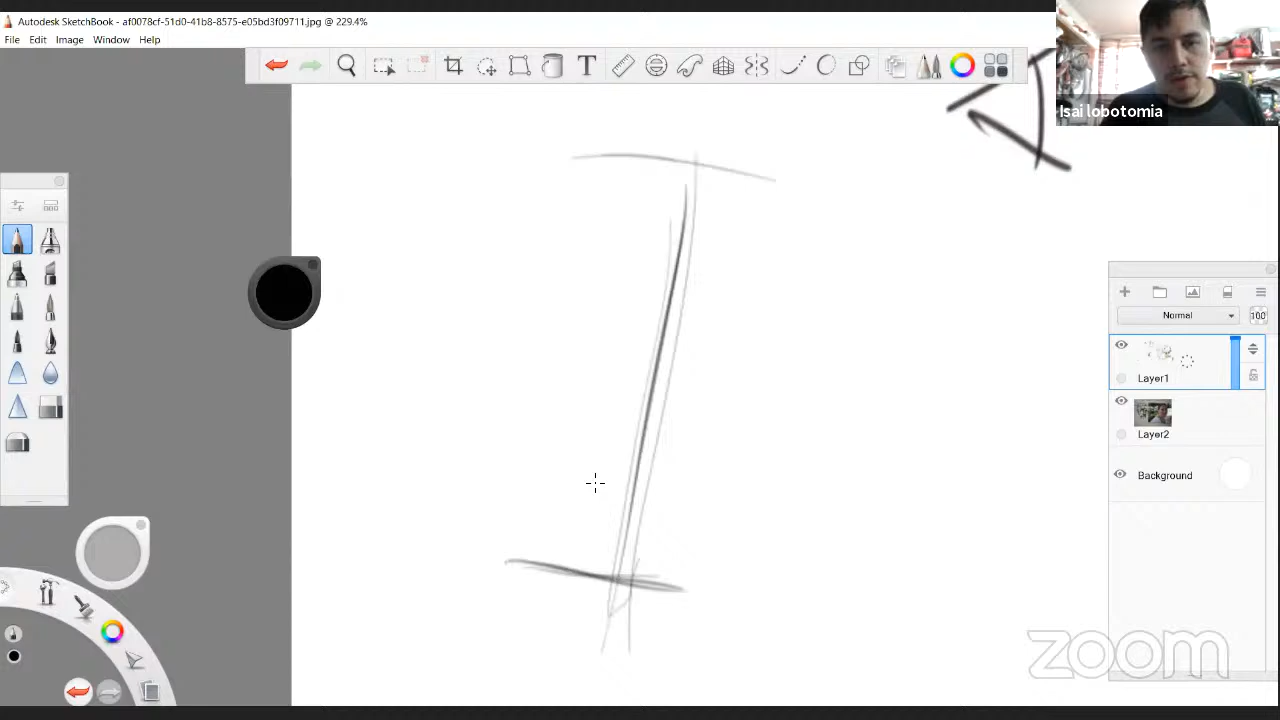 Autodesk SketchBook - af0078cf-51d0-41b8-8575-e05bd3f09711.jpg @ 229.4%
File Edit Image Window Help
T
Isai lobotomia
Normal 100
Layer1
Layer2
Background
zoom